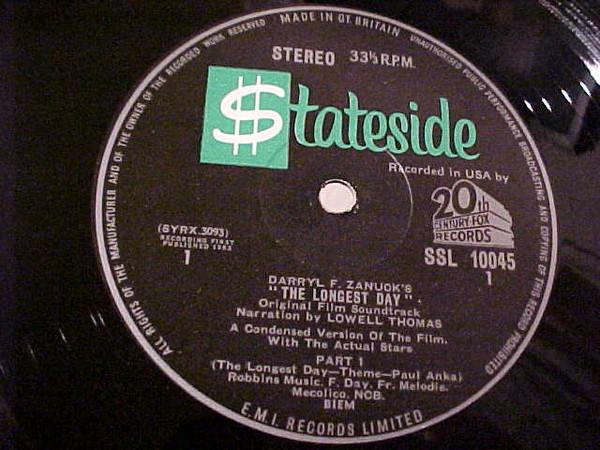 MADE IN GT. BRITAIN
UNAUTHORISED PUBLIC PERFORMANCE BROADCASTING AND COPYING OF THIS RECORD PROHIBITED
ALL RIGHTS OF THE MANUFACTURER AND OF THE OWNER OF THE RECORDED WORK RESERVED
STEREO 33⅓ R.P.M.
$tateside
Recorded in USA by
20th
CENTURY-FOX
RECORDS
SSL 10045
1
(SYRX.3093)
RECORDING FIRST
PUBLISHED 1963
1
DARRYL F. ZANUCK'S
"THE LONGEST DAY".
Original Film Soundtrack
Narration by LOWELL THOMAS
A Condensed Version Of The Film.
With The Actual Stars
PART 1
(The Longest Day—Theme—Paul Anka)
Robbins Music. F. Day. Fr. Melodie.
Mecolico. NCB.
BIEM
E.M.I. RECORDS LIMITED